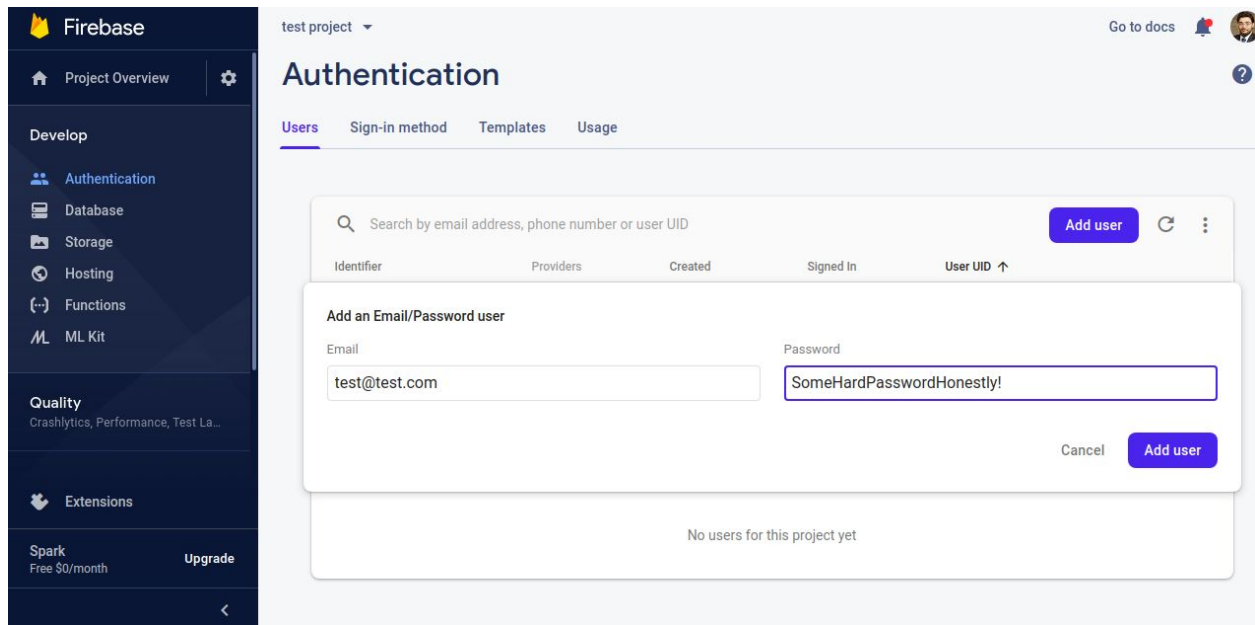 Firebase
Project Overview
Develop
Authentication
Database
Storage
Hosting
Functions
ML Kit
Quality
Crashlytics, Performance, Test La...
Extensions
Spark
Free $0/month
Upgrade
test project
Go to docs
Authentication
Users Sign-in method Templates Usage
Search by email address, phone number or user UID
Add user
Identifier Providers Created Signed In User UID
Add an Email/Password user
Email Password
test@test.com SomeHardPasswordHonestly!
Cancel Add user
No users for this project yet